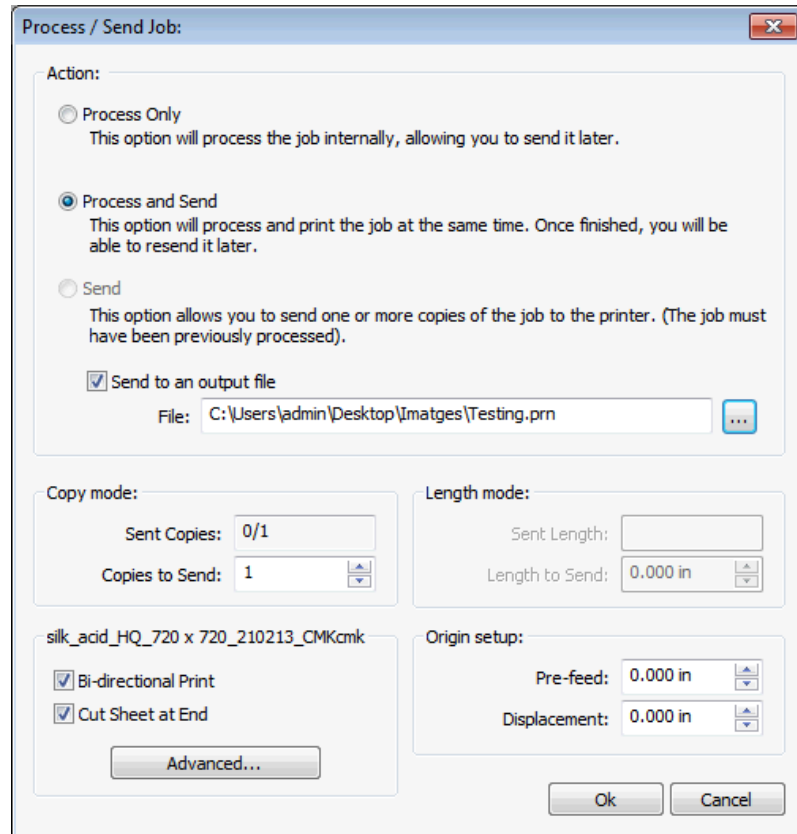 Process / Send Job:
Action:
Process Only
This option will process the job internally, allowing you to send it later.
Process and Send
This option will process and print the job at the same time. Once finished, you will be
able to resend it later.
Send
This option allows you to send one or more copies of the job to the printer. (The job must
have been previously processed).
Send to an output file
File: C:\Users\admin\Desktop\Imatges\Testing.prn ...
Copy mode:
Sent Copies: 0/1
Copies to Send: 1
Length mode:
Sent Length:
Length to Send: 0.000 in
silk_acid_HQ_720 x 720_210213_CMKcmk
Bi-directional Print
Cut Sheet at End
Advanced...
Origin setup:
Pre-feed: 0.000 in
Displacement: 0.000 in
Ok Cancel